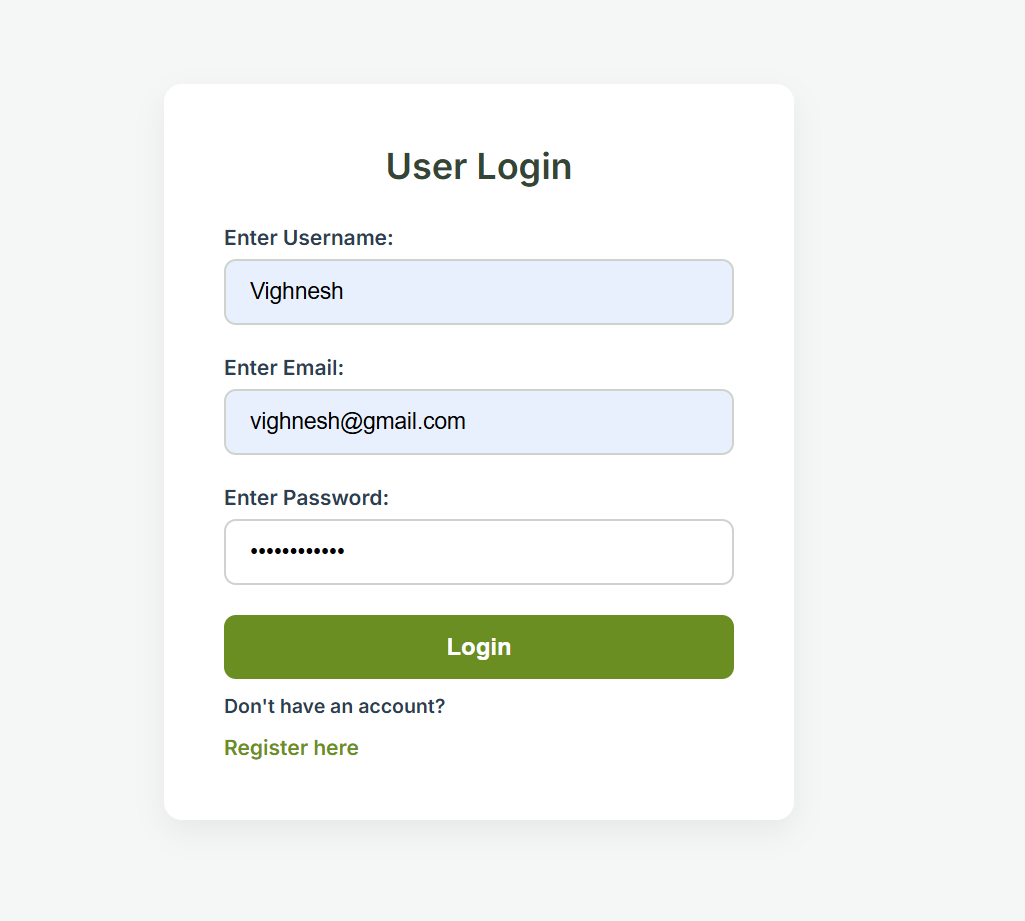 User Login
Enter Username:
Vighnesh
Enter Email:
vighnesh@gmail.com
Enter Password:
••••••••••••
Login
Don't have an account?
Register here